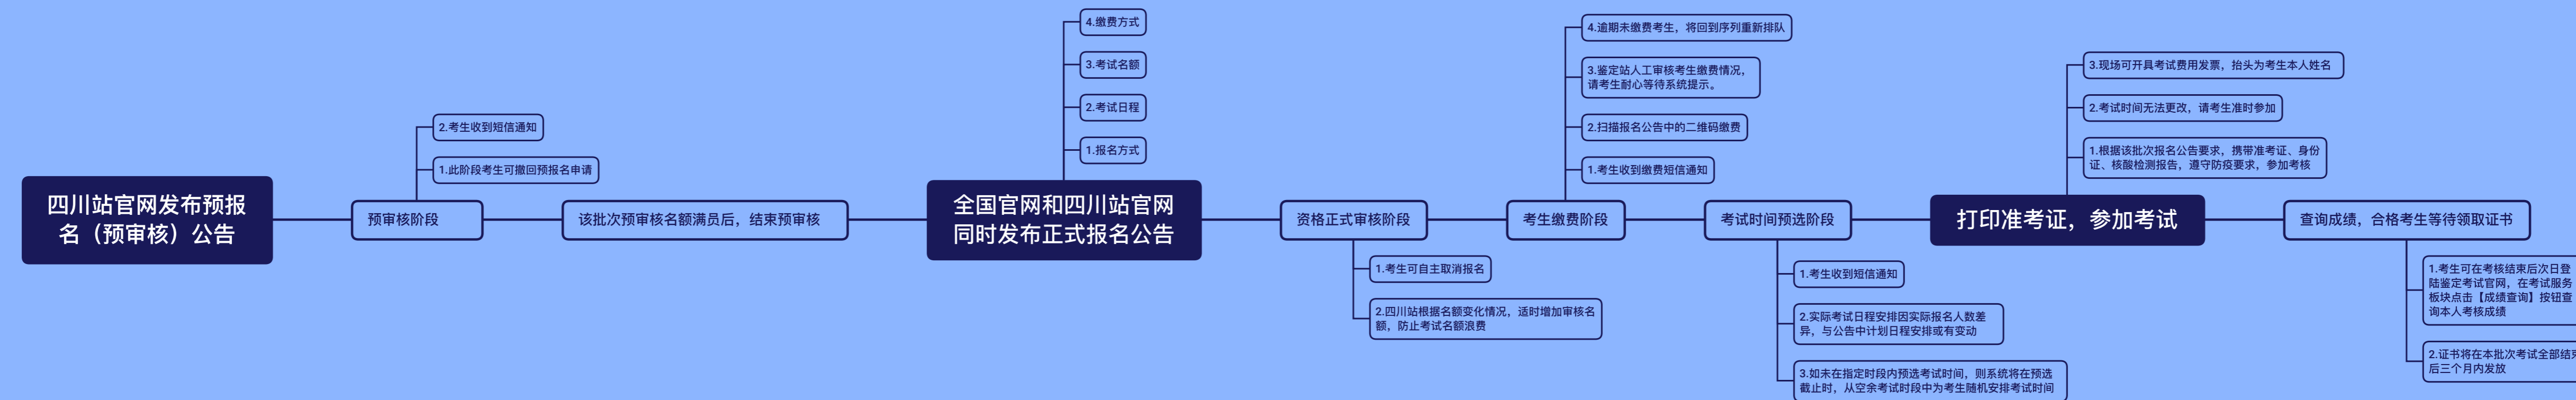 四川站官网发布预报
名（预审核）公告
2.考生收到短信通知
1.此阶段考生可撤回预报名申请
预审核阶段
该批次预审核名额满员后，结束预审核
4.缴费方式
3.考试名额
2.考试日程
1.报名方式
全国官网和四川站官网
同时发布正式报名公告
资格正式审核阶段
1.考生可自主取消报名
2.四川站根据名额变化情况，适时增加审核名
额，防止考试名额浪费
4.逾期未缴费考生，将回到序列重新排队
3.鉴定站人工审核考生缴费情况，
请考生耐心等待系统提示。
2.扫描报名公告中的二维码缴费
1.考生收到缴费短信通知
考生缴费阶段
考试时间预选阶段
1.考生收到短信通知
2.实际考试日程安排因实际报名人数差
异，与公告中计划日程安排或有变动
3.如未在指定时段内预选考试时间，则系统将在预选
截止时，从空余考试时段中为考生随机安排考试时间
3.现场可开具考试费用发票，抬头为考生本人姓名
2.考试时间无法更改，请考生准时参加
1.根据该批次报名公告要求，携带准考证、身份
证、核酸检测报告，遵守防疫要求，参加考核
打印准考证，参加考试
查询成绩，合格考生等待领取证书
1.考生可在考核结束后次日登
陆鉴定考试官网，在考试服务
板块点击【成绩查询】按钮查
询本人考核成绩
2.证书将在本批次考试全部结束
后三个月内发放